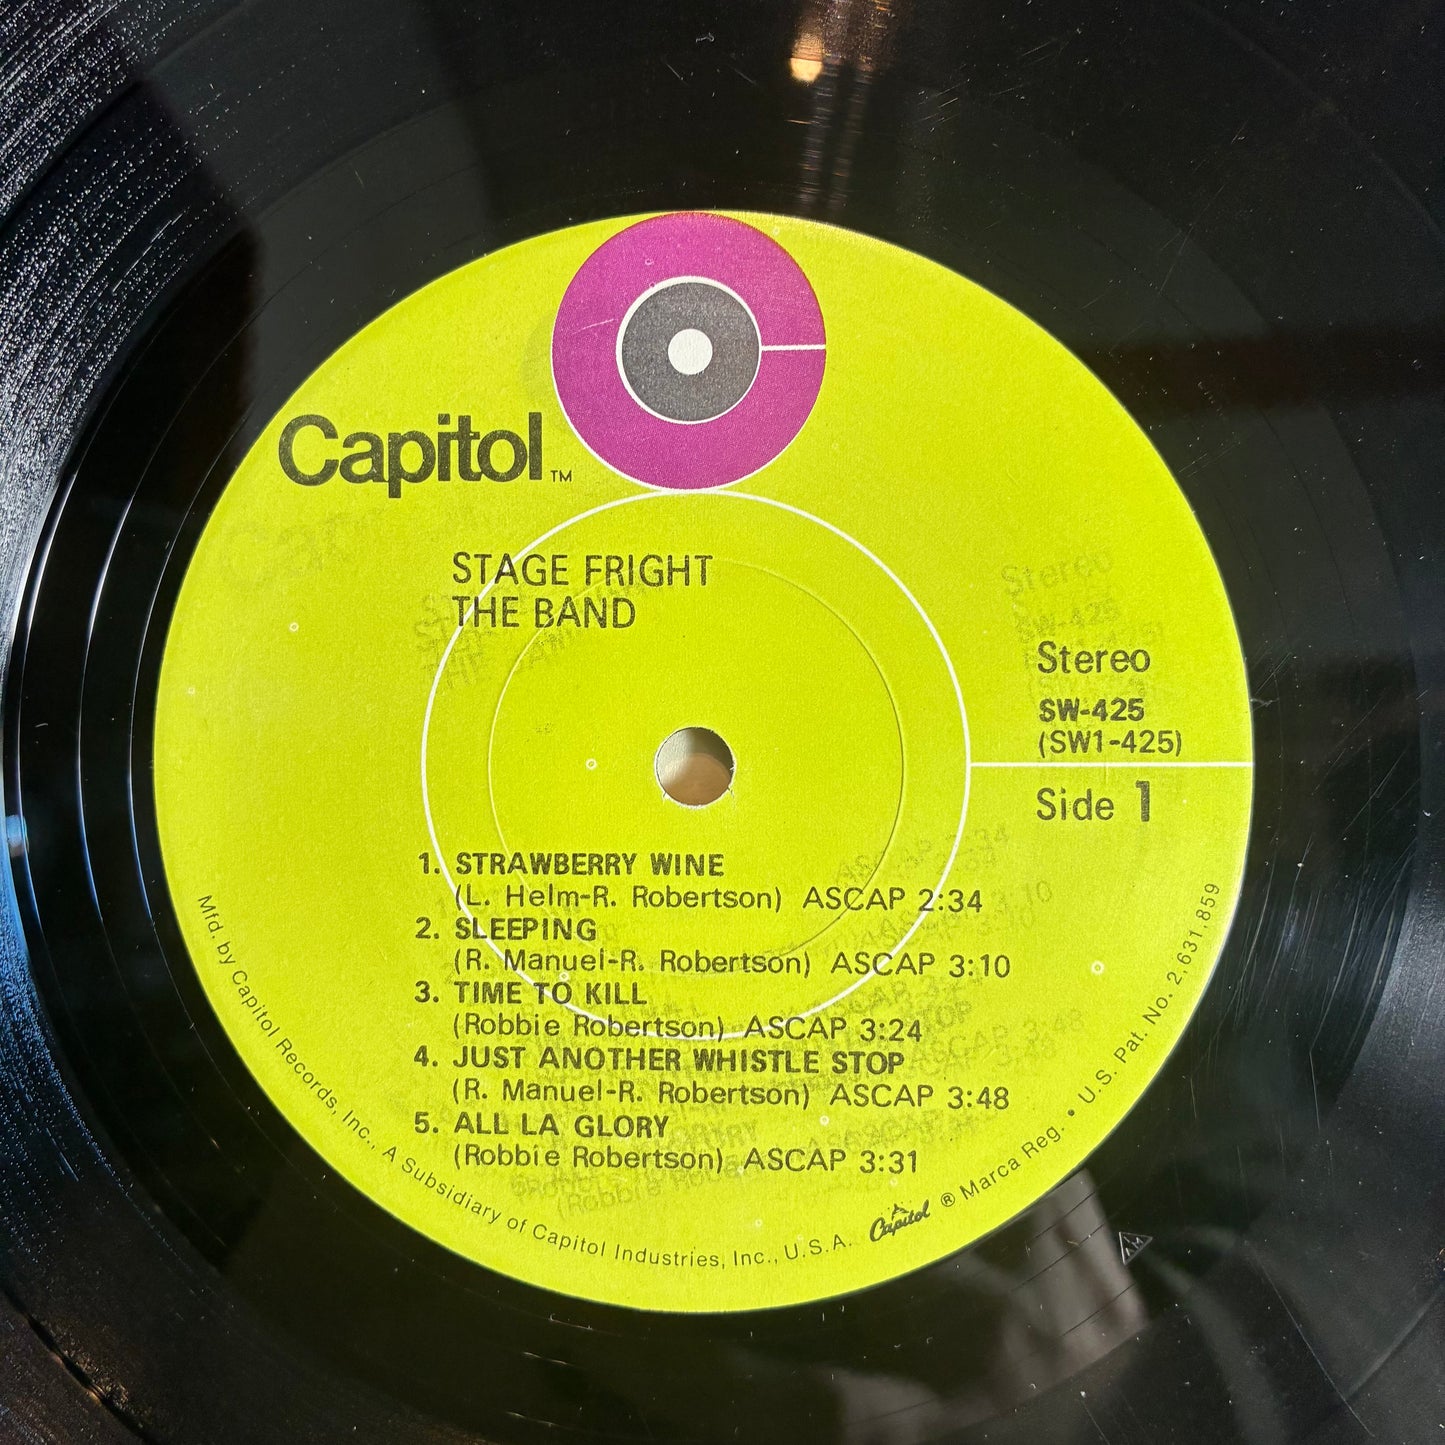 Capitol™
STAGE FRIGHT
THE BAND
Stereo
SW-425
(SW1-425)
Side 1
1. STRAWBERRY WINE
(L. Helm-R. Robertson) ASCAP 2:34
2. SLEEPING
(R. Manuel-R. Robertson) ASCAP 3:10
3. TIME TO KILL
(Robbie Robertson) ASCAP 3:24
4. JUST ANOTHER WHISTLE STOP
(R. Manuel-R. Robertson) ASCAP 3:48
5. ALL LA GLORY
(Robbie Robertson) ASCAP 3:31
Mfd. by Capitol Records, Inc., A Subsidiary of Capitol Industries, Inc., U.S.A. Capitol ® Marca Reg. • U.S. Pat. No. 2,631,859